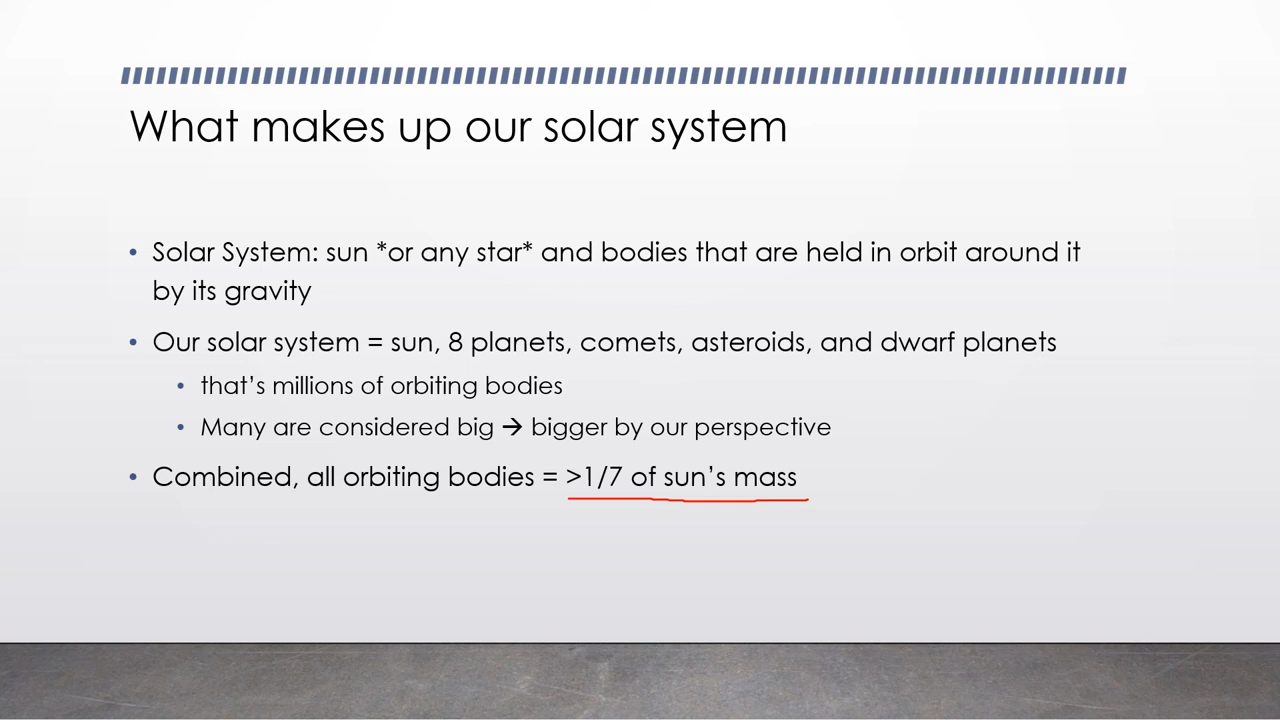 What makes up our solar system
• Solar System: sun *or any star* and bodies that are held in orbit around it
by its gravity
• Our solar system = sun, 8 planets, comets, asteroids, and dwarf planets
• that’s millions of orbiting bodies
• Many are considered big → bigger by our perspective
• Combined, all orbiting bodies = >1/7 of sun’s mass